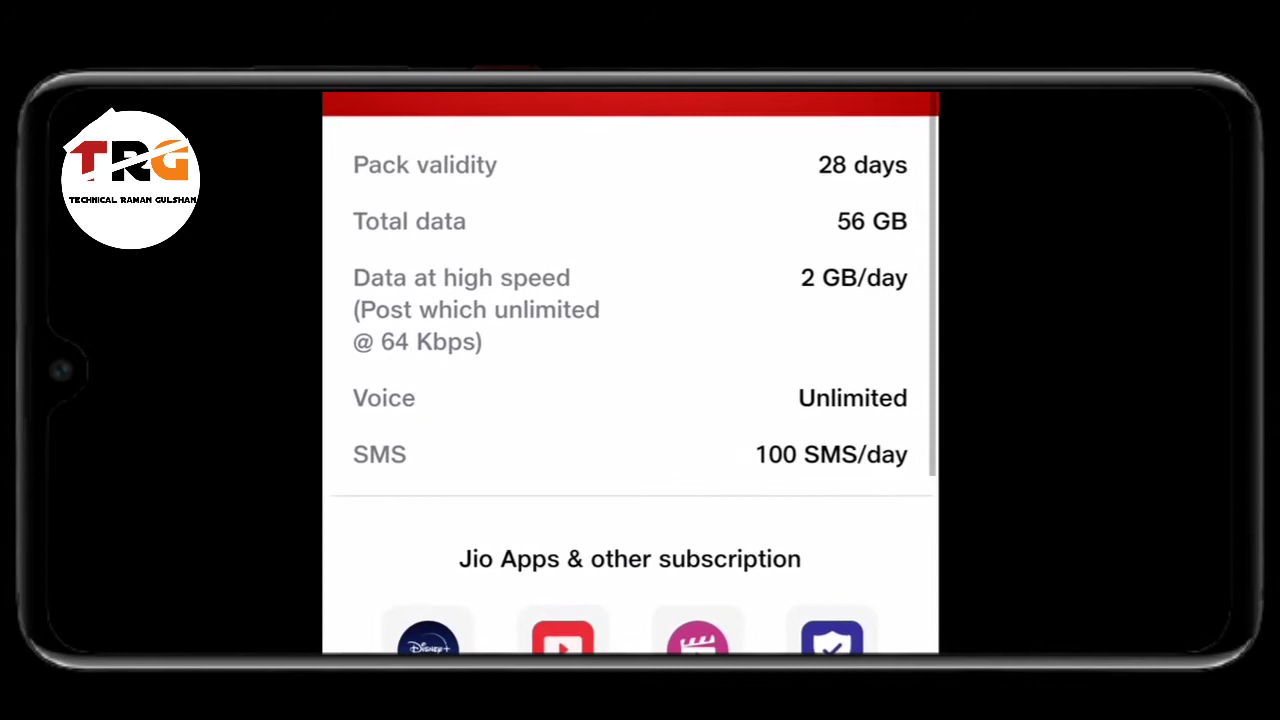 TRG
TECHNICAL RAMAN GULSHAN
Pack validity 28 days
Total data 56 GB
Data at high speed 2 GB/day
(Post which unlimited
@ 64 Kbps)
Voice Unlimited
SMS 100 SMS/day
Jio Apps & other subscription
Disney+